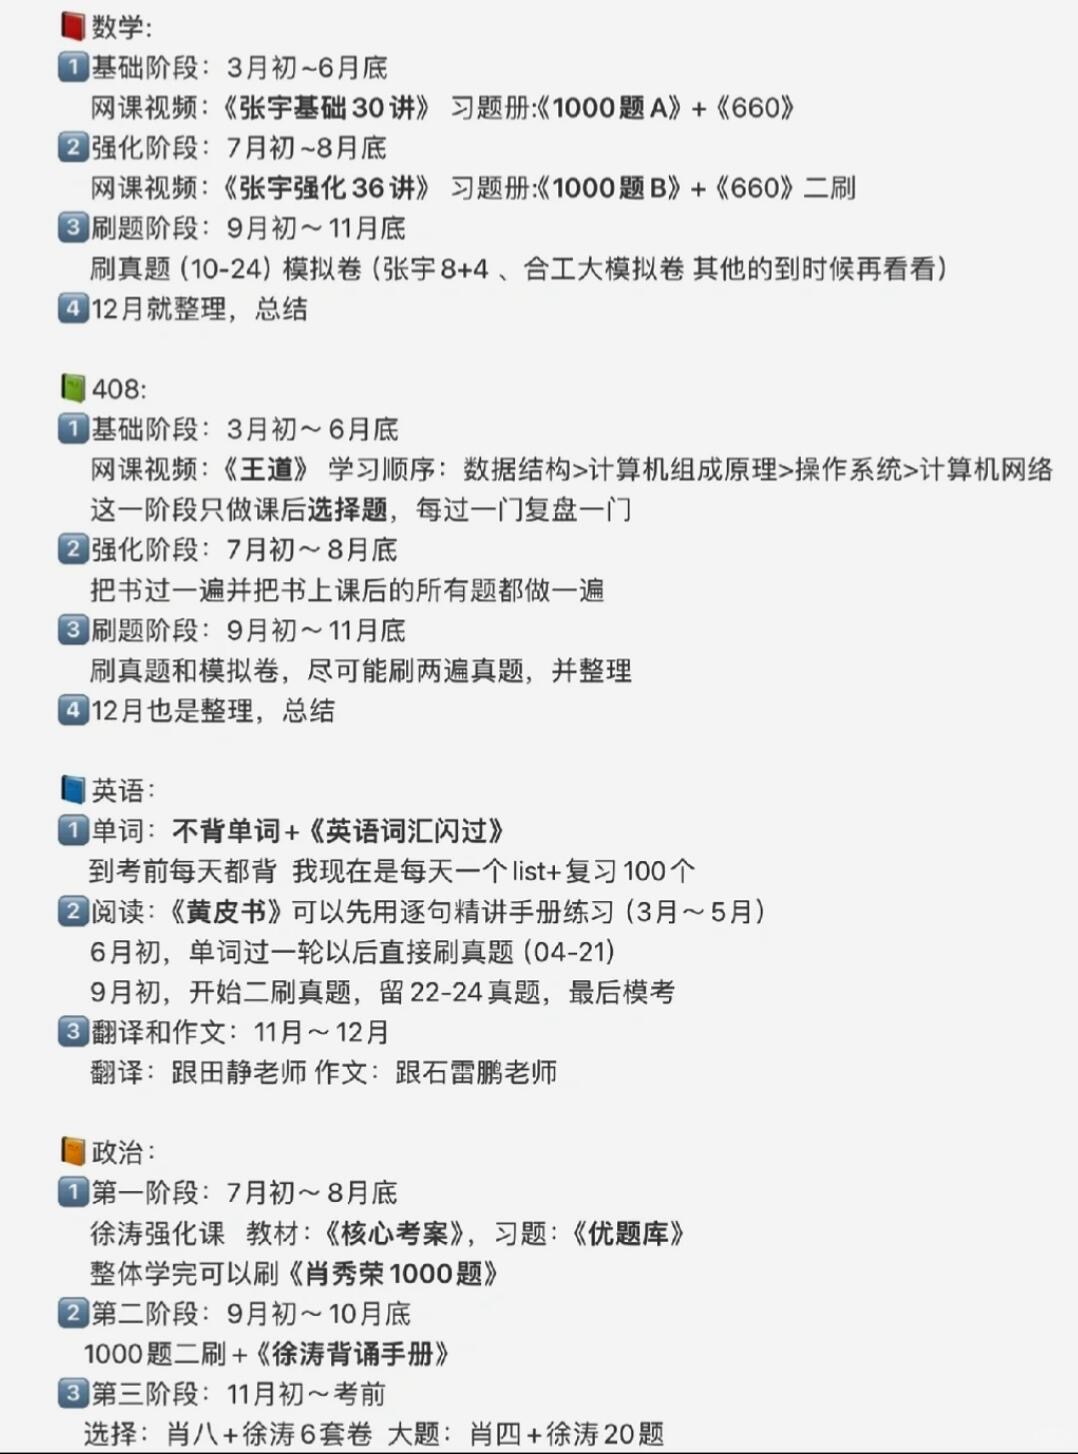 📕数学:
1️⃣基础阶段：3月初~6月底
网课视频：《张宇基础30讲》 习题册:《1000题A》+《660》
2️⃣强化阶段：7月初~8月底
网课视频：《张宇强化36讲》 习题册:《1000题B》+《660》二刷
3️⃣刷题阶段：9月初～11月底
刷真题（10-24）模拟卷（张宇8+4 、合工大模拟卷 其他的到时候再看看）
4️⃣12月就整理，总结
📗408:
1️⃣基础阶段：3月初～6月底
网课视频：《王道》 学习顺序：数据结构>计算机组成原理>操作系统>计算机网络
这一阶段只做课后选择题，每过一门复盘一门
2️⃣强化阶段：7月初～8月底
把书过一遍并把书上课后的所有题都做一遍
3️⃣刷题阶段：9月初～11月底
刷真题和模拟卷，尽可能刷两遍真题，并整理
4️⃣12月也是整理，总结
📘英语：
1️⃣单词：不背单词+《英语词汇闪过》
到考前每天都背 我现在是每天一个list+复习100个
2️⃣阅读：《黄皮书》可以先用逐句精讲手册练习（3月～5月）
6月初，单词过一轮以后直接刷真题（04-21）
9月初，开始二刷真题，留22-24真题，最后模考
3️⃣翻译和作文：11月～12月
翻译：跟田静老师 作文：跟石雷鹏老师
📙政治：
1️⃣第一阶段：7月初～8月底
徐涛强化课 教材：《核心考案》，习题：《优题库》
整体学完可以刷《肖秀荣1000题》
2️⃣第二阶段：9月初～10月底
1000题二刷+《徐涛背诵手册》
3️⃣第三阶段：11月初～考前
选择：肖八+徐涛6套卷 大题：肖四+徐涛20题